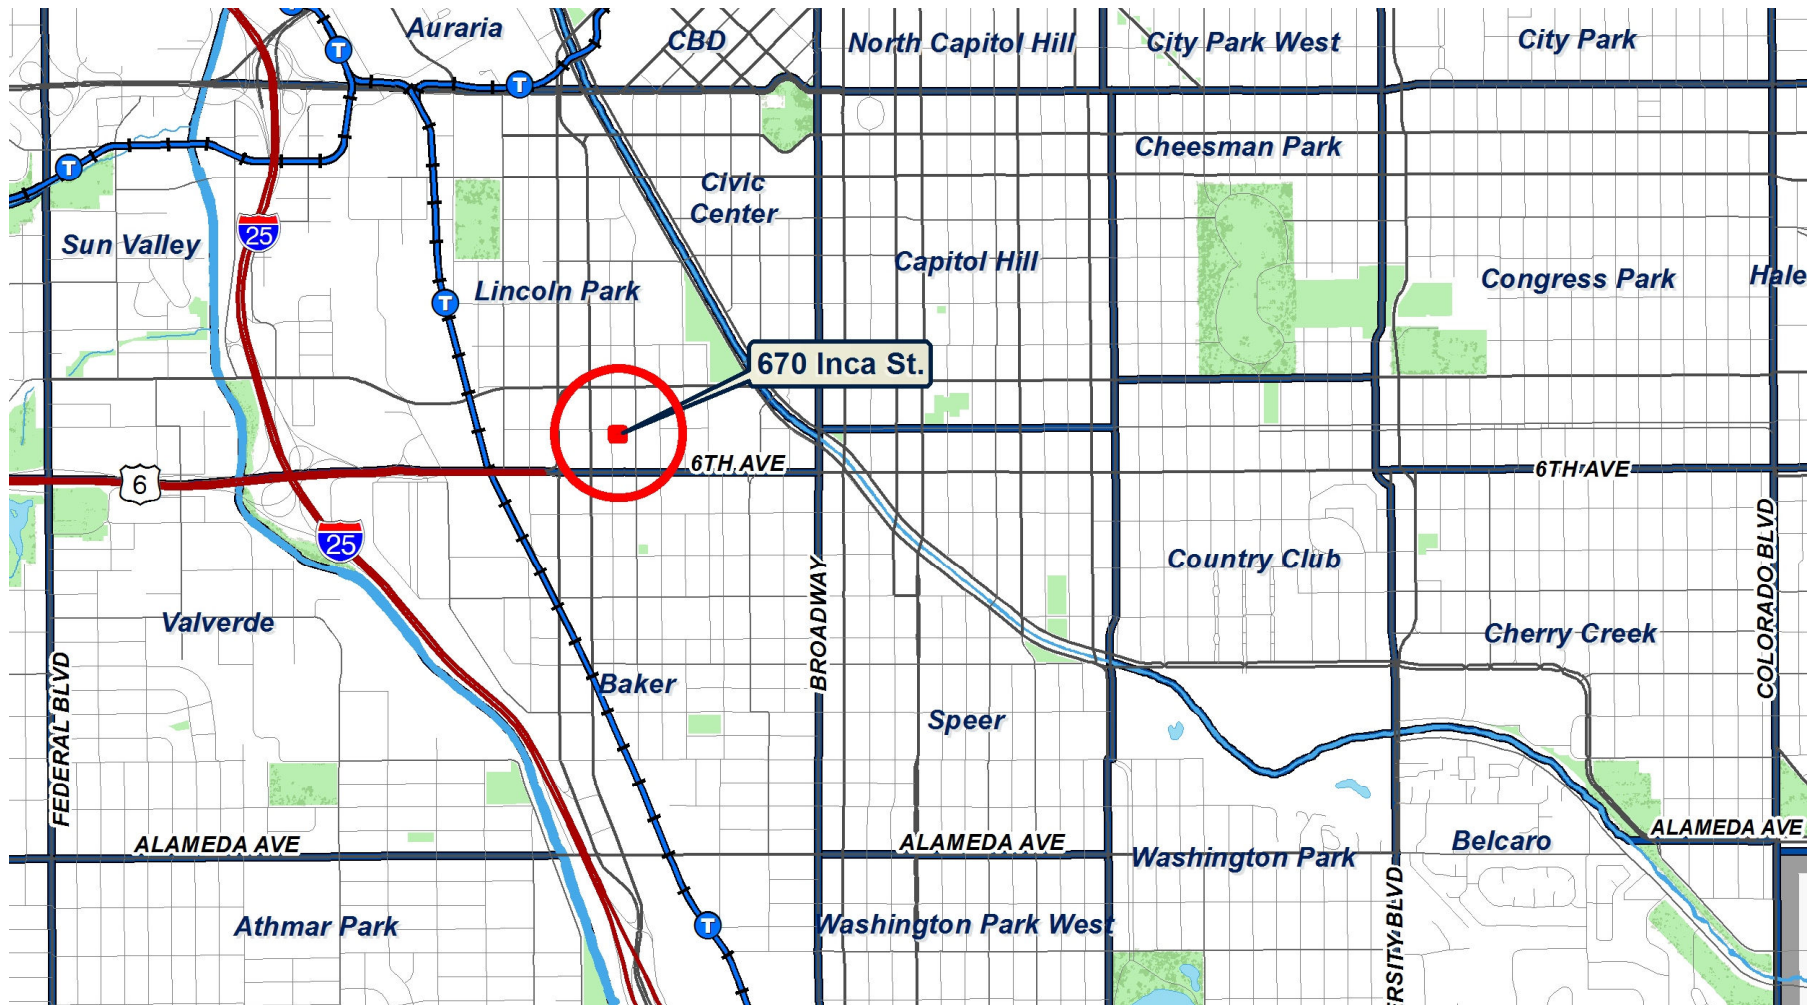 Auraria
CBD
North Capitol Hill
City Park West
City Park
T
T
Cheesman Park
T
Civic
Center
25
Sun Valley
Capitol Hill
Congress Park
Hale
Lincoln Park
T
670 Inca St.
6TH AVE
6TH AVE
6
25
COLORADO BLVD
Country Club
BROADWAY
Valverde
Cherry Creek
FEDERAL BLVD
Baker
Speer
ALAMEDA AVE
ALAMEDA AVE
ALAMEDA AVE
Belcaro
Washington Park
ERSITY BLVD
Athmar Park
T
Washington Park West